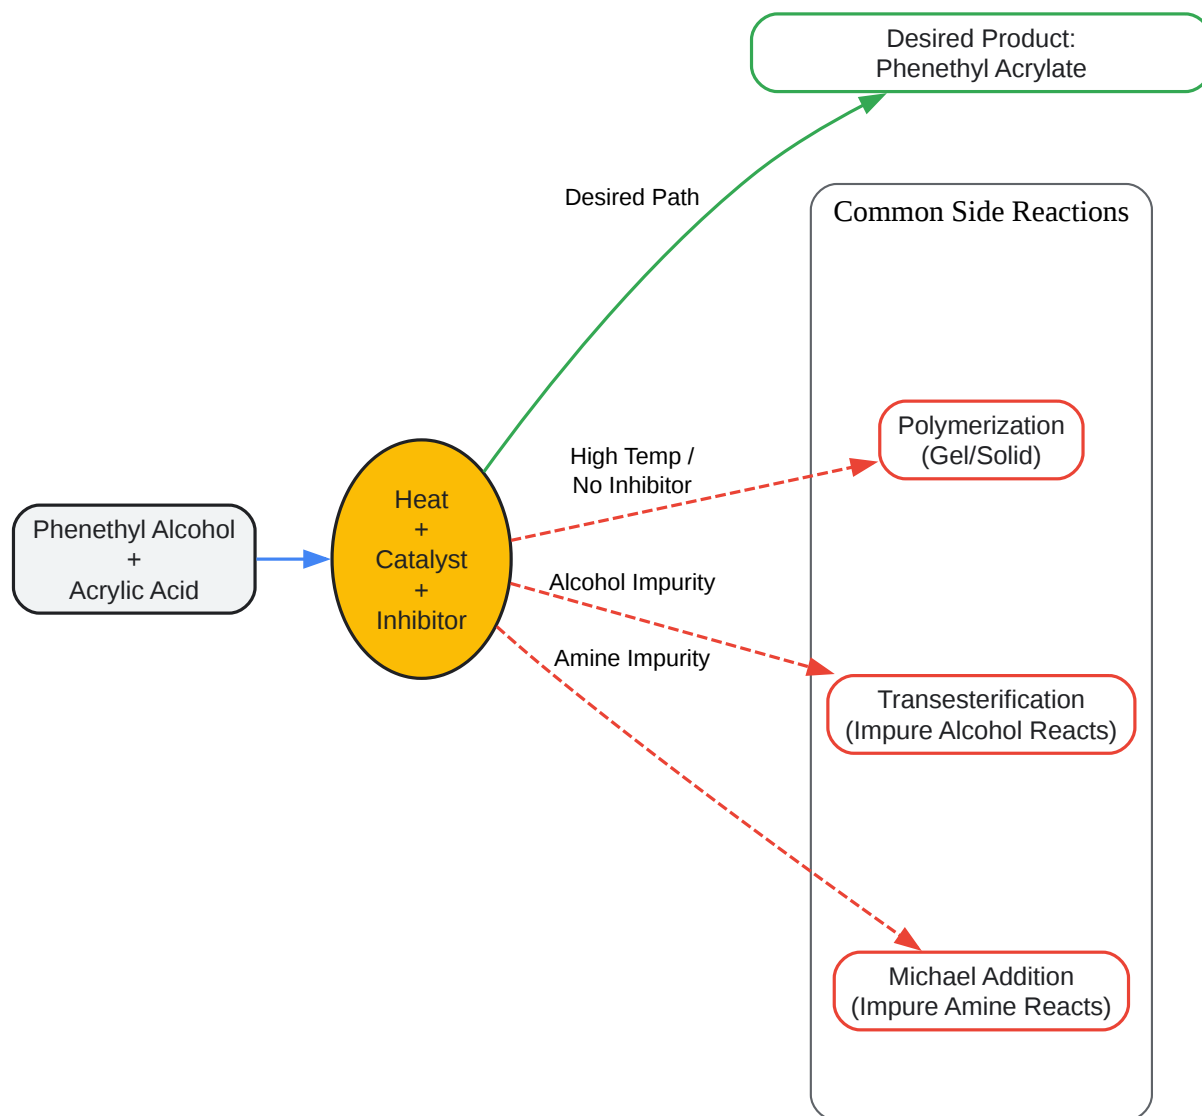 Desired Product:
Phenethyl Acrylate
Desired Path
Common Side Reactions
High Temp /
No Inhibitor
Polymerization
(Gel/Solid)
Phenethyl Alcohol
+
Acrylic Acid
Heat
+
Catalyst
+
Inhibitor
Alcohol Impurity
Amine Impurity
Transesterification
(Impure Alcohol Reacts)
Michael Addition
(Impure Amine Reacts)